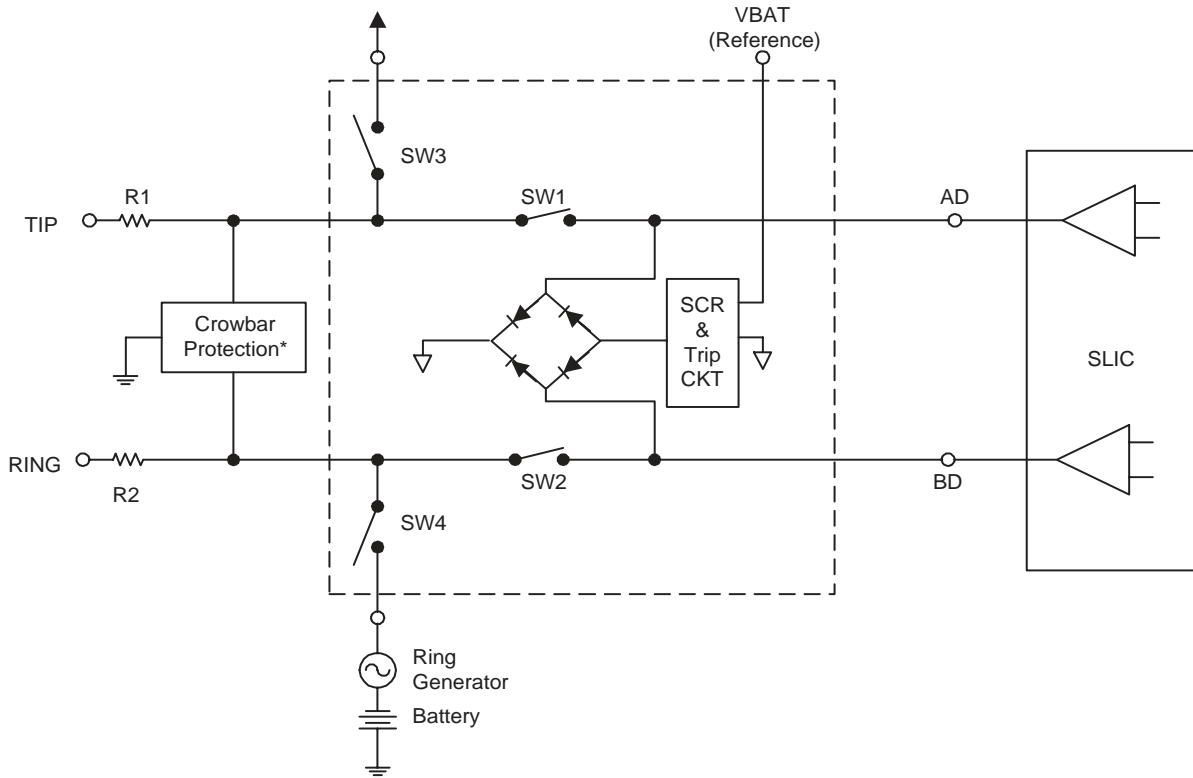 VBAT
(Reference)
SW3
R1
SW1
AD
TIP
Crowbar
Protection*
SCR
&
Trip
CKT
SLIC
RING
R2
SW2
BD
SW4
Ring
Generator
Battery